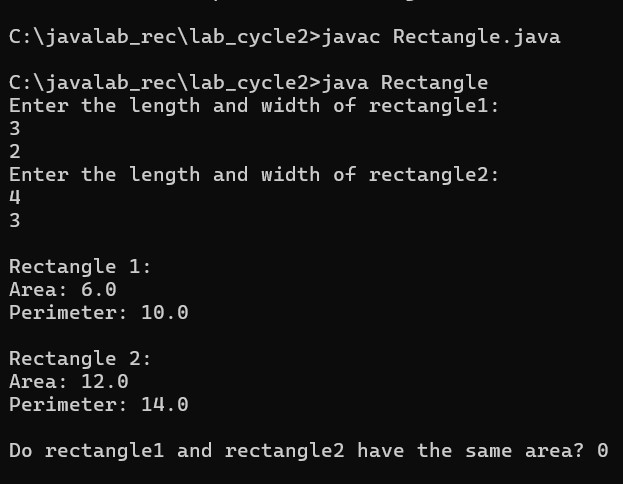 C:\javalab_rec\lab_cycle2>javac Rectangle.java
C:\javalab_rec\lab_cycle2>java Rectangle
Enter the length and width of rectangle1:
3
2
Enter the length and width of rectangle2:
4
3
Rectangle 1:
Area: 6.0
Perimeter: 10.0
Rectangle 2:
Area: 12.0
Perimeter: 14.0
Do rectangle1 and rectangle2 have the same area? 0